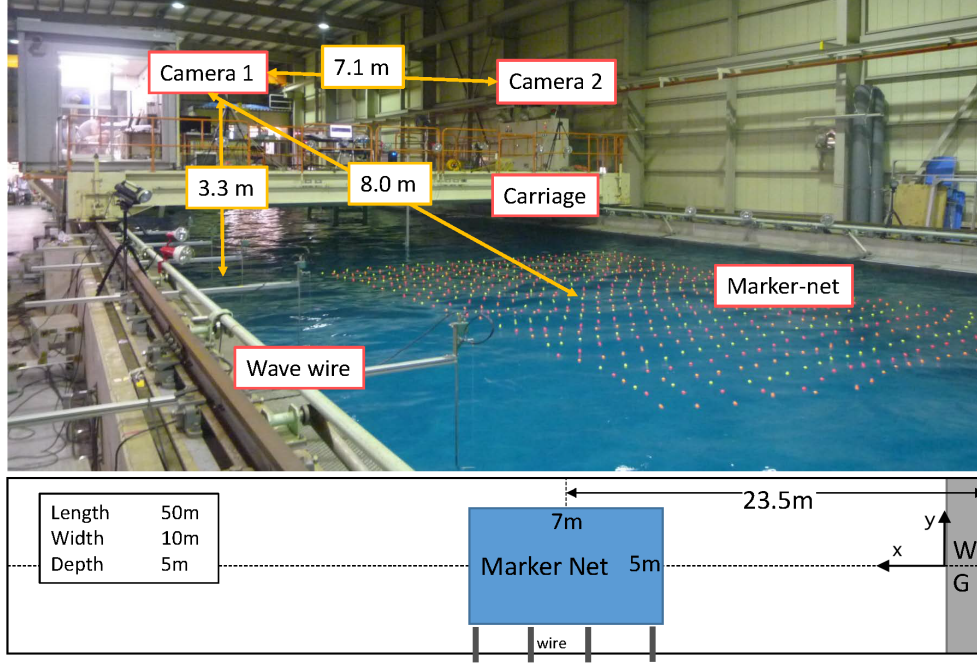 Camera 1
7.1 m
Camera 2
3.3 m
8.0 m
Carriage
Marker-net
Wave wire
Length 50m
Width 10m
Depth 5m
23.5m
7m
Marker Net 5m
wire
y
x
W
G